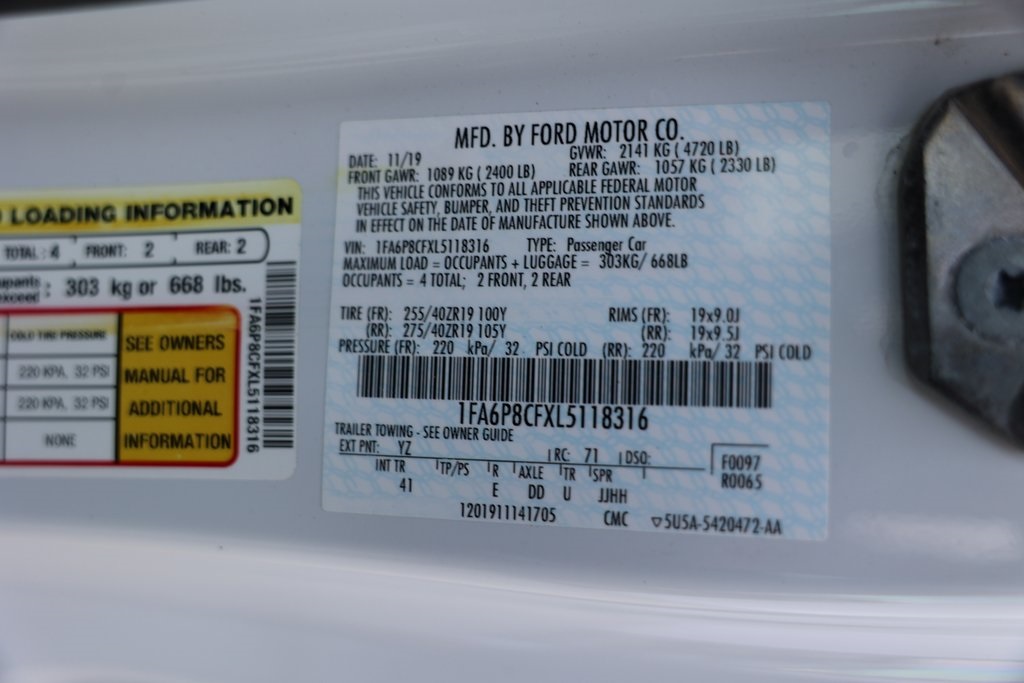 LOADING INFORMATION
TOTAL: 4 FRONT: 2 REAR: 2
303 kg or 668 lbs.
COLD TIRE PRESSURE
220 KPA, 32 PSI
220 KPA, 32 PSI
NONE
SEE OWNERS
MANUAL FOR
ADDITIONAL
INFORMATION
1FA6P8CFXL5118316
MFD. BY FORD MOTOR CO.
DATE: 11/19 GVWR: 2141 KG ( 4720 LB)
FRONT GAWR: 1089 KG ( 2400 LB) REAR GAWR: 1057 KG ( 2330 LB)
THIS VEHICLE CONFORMS TO ALL APPLICABLE FEDERAL MOTOR
VEHICLE SAFETY, BUMPER, AND THEFT PREVENTION STANDARDS
IN EFFECT ON THE DATE OF MANUFACTURE SHOWN ABOVE.
VIN: 1FA6P8CFXL5118316 TYPE: Passenger Car
MAXIMUM LOAD = OCCUPANTS + LUGGAGE = 303KG/ 668LB
OCCUPANTS = 4 TOTAL; 2 FRONT, 2 REAR
TIRE (FR): 255/40ZR19 100Y RIMS (FR): 19x9.0J
(RR): 275/40ZR19 105Y (RR): 19x9.5J
PRESSURE (FR): 220 kPa/ 32 PSI COLD (RR): 220 kPa/ 32 PSI COLD
1FA6P8CFXL5118316
TRAILER TOWING - SEE OWNER GUIDE
EXT PNT: YZ RC: 71 DSO: F0097
INT TR TP/PS R AXLE TR SPR R0065
41 E DD U JJHH
1201911141705 CMC ▽5U5A-5420472-AA